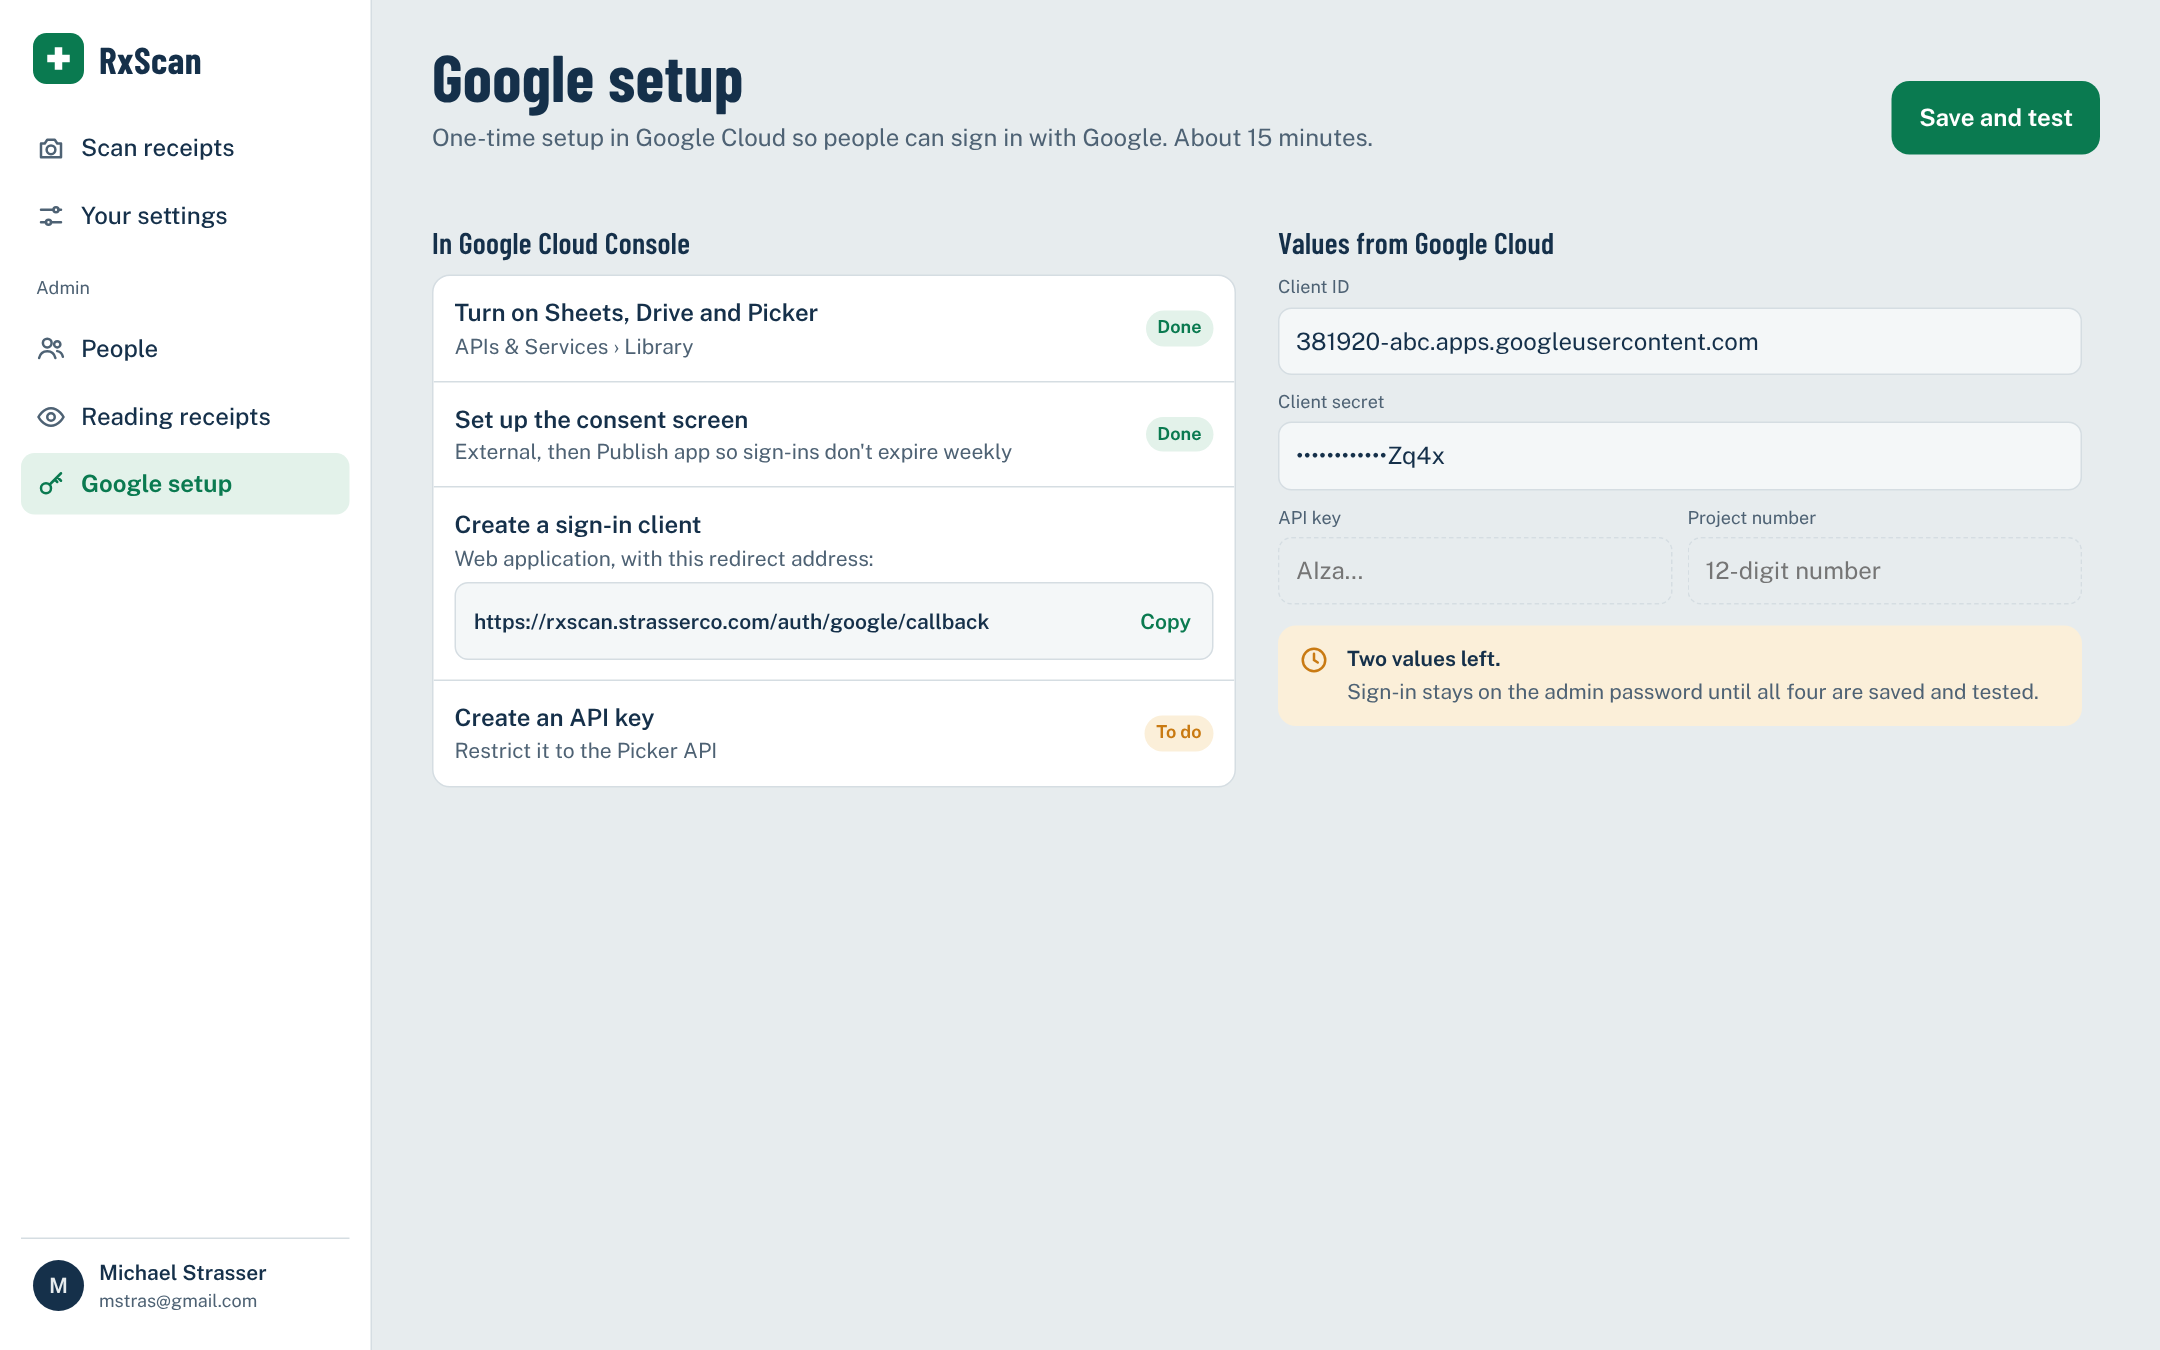 RxScan
Scan receipts
Your settings
Admin
People
Reading receipts
Google setup
M
Michael Strasser
mstras@gmail.com
Google setup
One-time setup in Google Cloud so people can sign in with Google. About 15 minutes.
Save and test
In Google Cloud Console
Turn on Sheets, Drive and Picker
APIs & Services › Library
Done
Set up the consent screen
External, then Publish app so sign-ins don't expire weekly
Done
Create a sign-in client
Web application, with this redirect address:
https://rxscan.strasserco.com/auth/google/callback
Copy
Create an API key
Restrict it to the Picker API
To do
Values from Google Cloud
Client ID
381920-abc.apps.googleusercontent.com
Client secret
••••••••••••Zq4x
API key
AIza...
Project number
12-digit number
Two values left.
Sign-in stays on the admin password until all four are saved and tested.